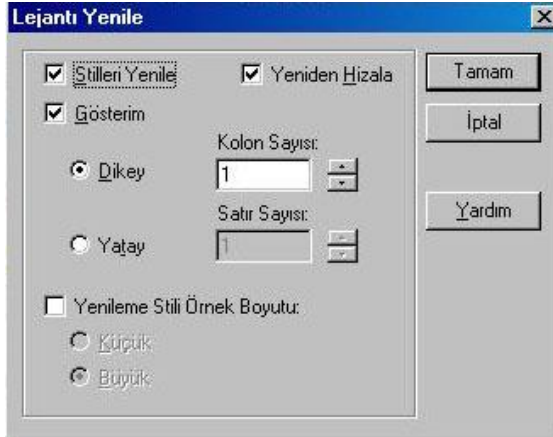 Lejantı Yenile
Stilleri Yenile Yeniden Hizala Tamam
Gösterim İptal
Kolon Sayısı:
Dikey 1
Satır Sayısı: Yardım
Yatay 1
Yenileme Stili Örnek Boyutu:
Küçük
Büyük